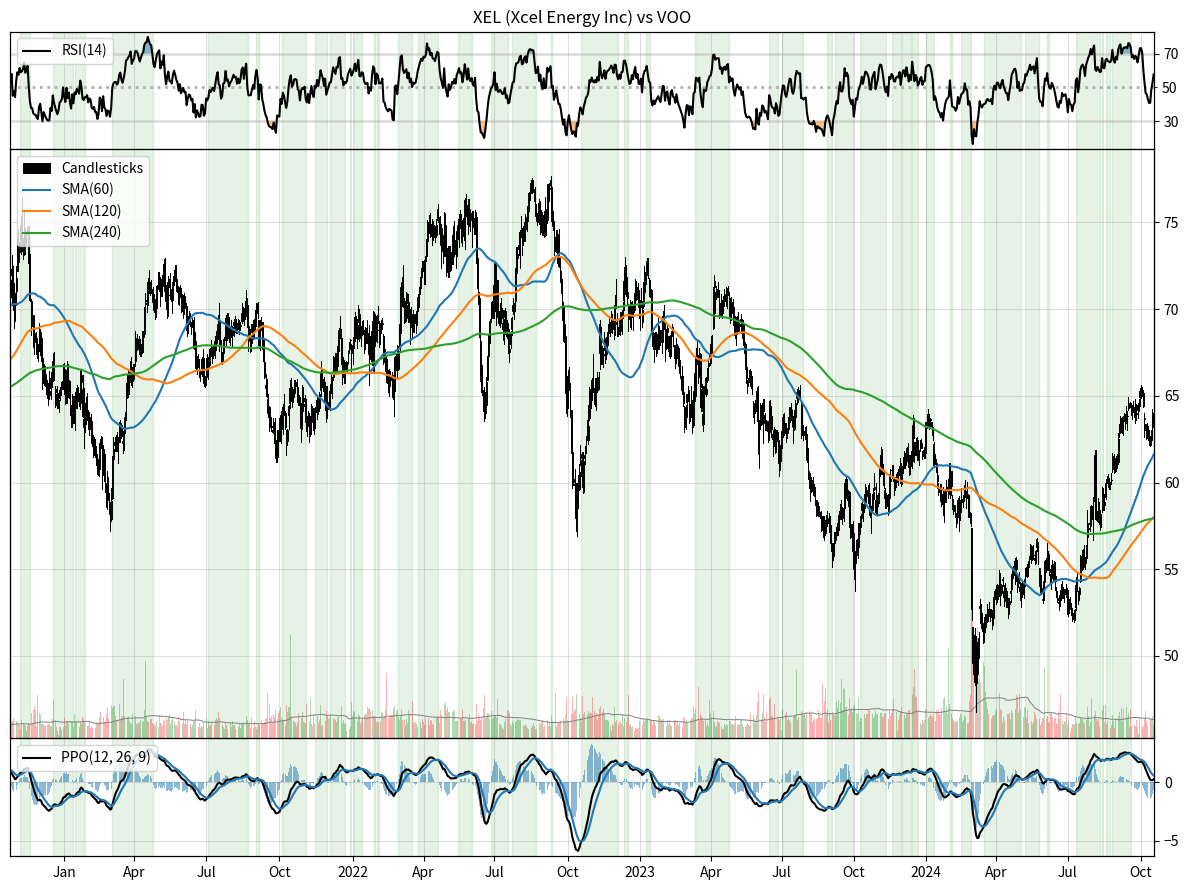 XEL (Xcel Energy Inc) vs VOO
RSI(14)
70
50
30
Candlesticks
SMA(60)
SMA(120)
SMA(240)
75
70
65
60
55
50
PPO(12, 26, 9)
0
−5
Jan Apr Jul Oct 2022 Apr Jul Oct 2023 Apr Jul Oct 2024 Apr Jul Oct